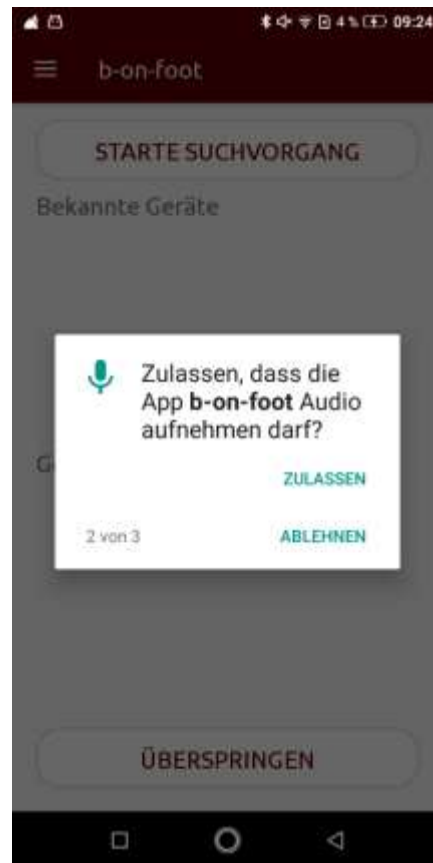 4 % 09:24
b-on-foot
STARTE SUCHVORGANG
Bekannte Geräte
Zulassen, dass die
App b-on-foot Audio
aufnehmen darf?
G
ZULASSEN
2 von 3
ABLEHNEN
ÜBERSPRINGEN